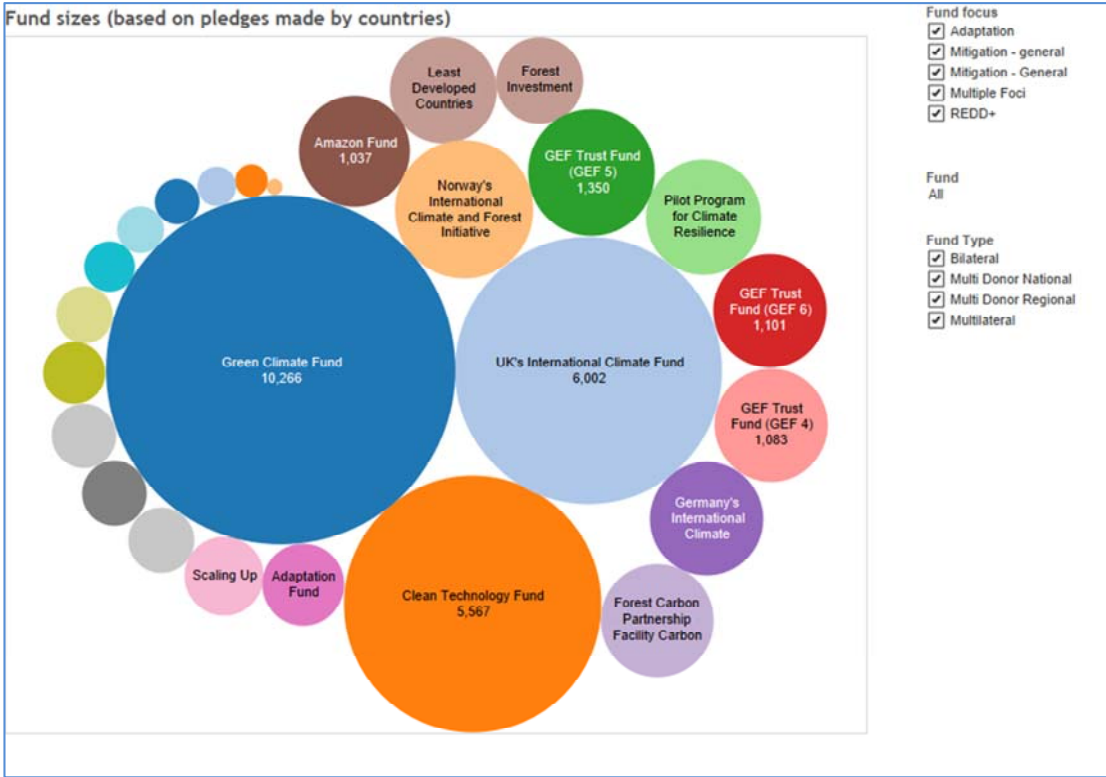 Fund sizes (based on pledges made by countries)
Least
Developed
Countries
Forest
Investment
Amazon Fund
1,037
GEF Trust Fund
(GEF 5)
1,350
Norway's
International
Climate and Forest
Initiative
Pilot Program
for Climate
Resilience
GEF Trust
Fund (GEF 6)
1,101
Green Climate Fund
10,266
UK's International Climate Fund
6,002
GEF Trust
Fund (GEF 4)
1,083
Germany's
International
Climate
Scaling Up
Adaptation
Fund
Clean Technology Fund
5,567
Forest Carbon
Partnership
Facility Carbon
Fund focus
Adaptation
Mitigation - general
Mitigation - General
Multiple Foci
REDD+
Fund
All
Fund Type
Bilateral
Multi Donor National
Multi Donor Regional
Multilateral